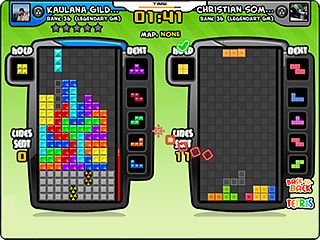 KAULANA GILD...
RANK: 36 (LEGENDARY GM)
TIME
01:41
MAP: NONE
CHRISTIAN SOM...
RANK: 36 (LEGENDARY GM)
HOLD
NEXT
HOLD
NEXT
LINES
SENT
0
LINES
SENT
11
BACK
TO
BACK
TETRIS